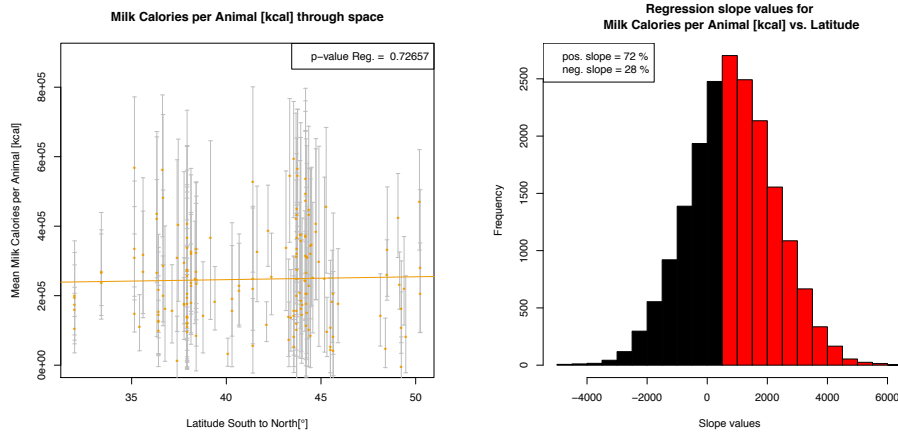 Milk Calories per Animal [kcal] through space
p-value Reg. = 0.72657
Mean Milk Calories per Animal [kcal]
0e+00
2e+05
4e+05
6e+05
8e+05
35
40
45
50
Latitude South to North[°]
Regression slope values for
Milk Calories per Animal [kcal] vs. Latitude
pos. slope = 72 %
neg. slope = 28 %
Frequency
0
500
1000
1500
2000
2500
−4000
−2000
0
2000
4000
6000
Slope values